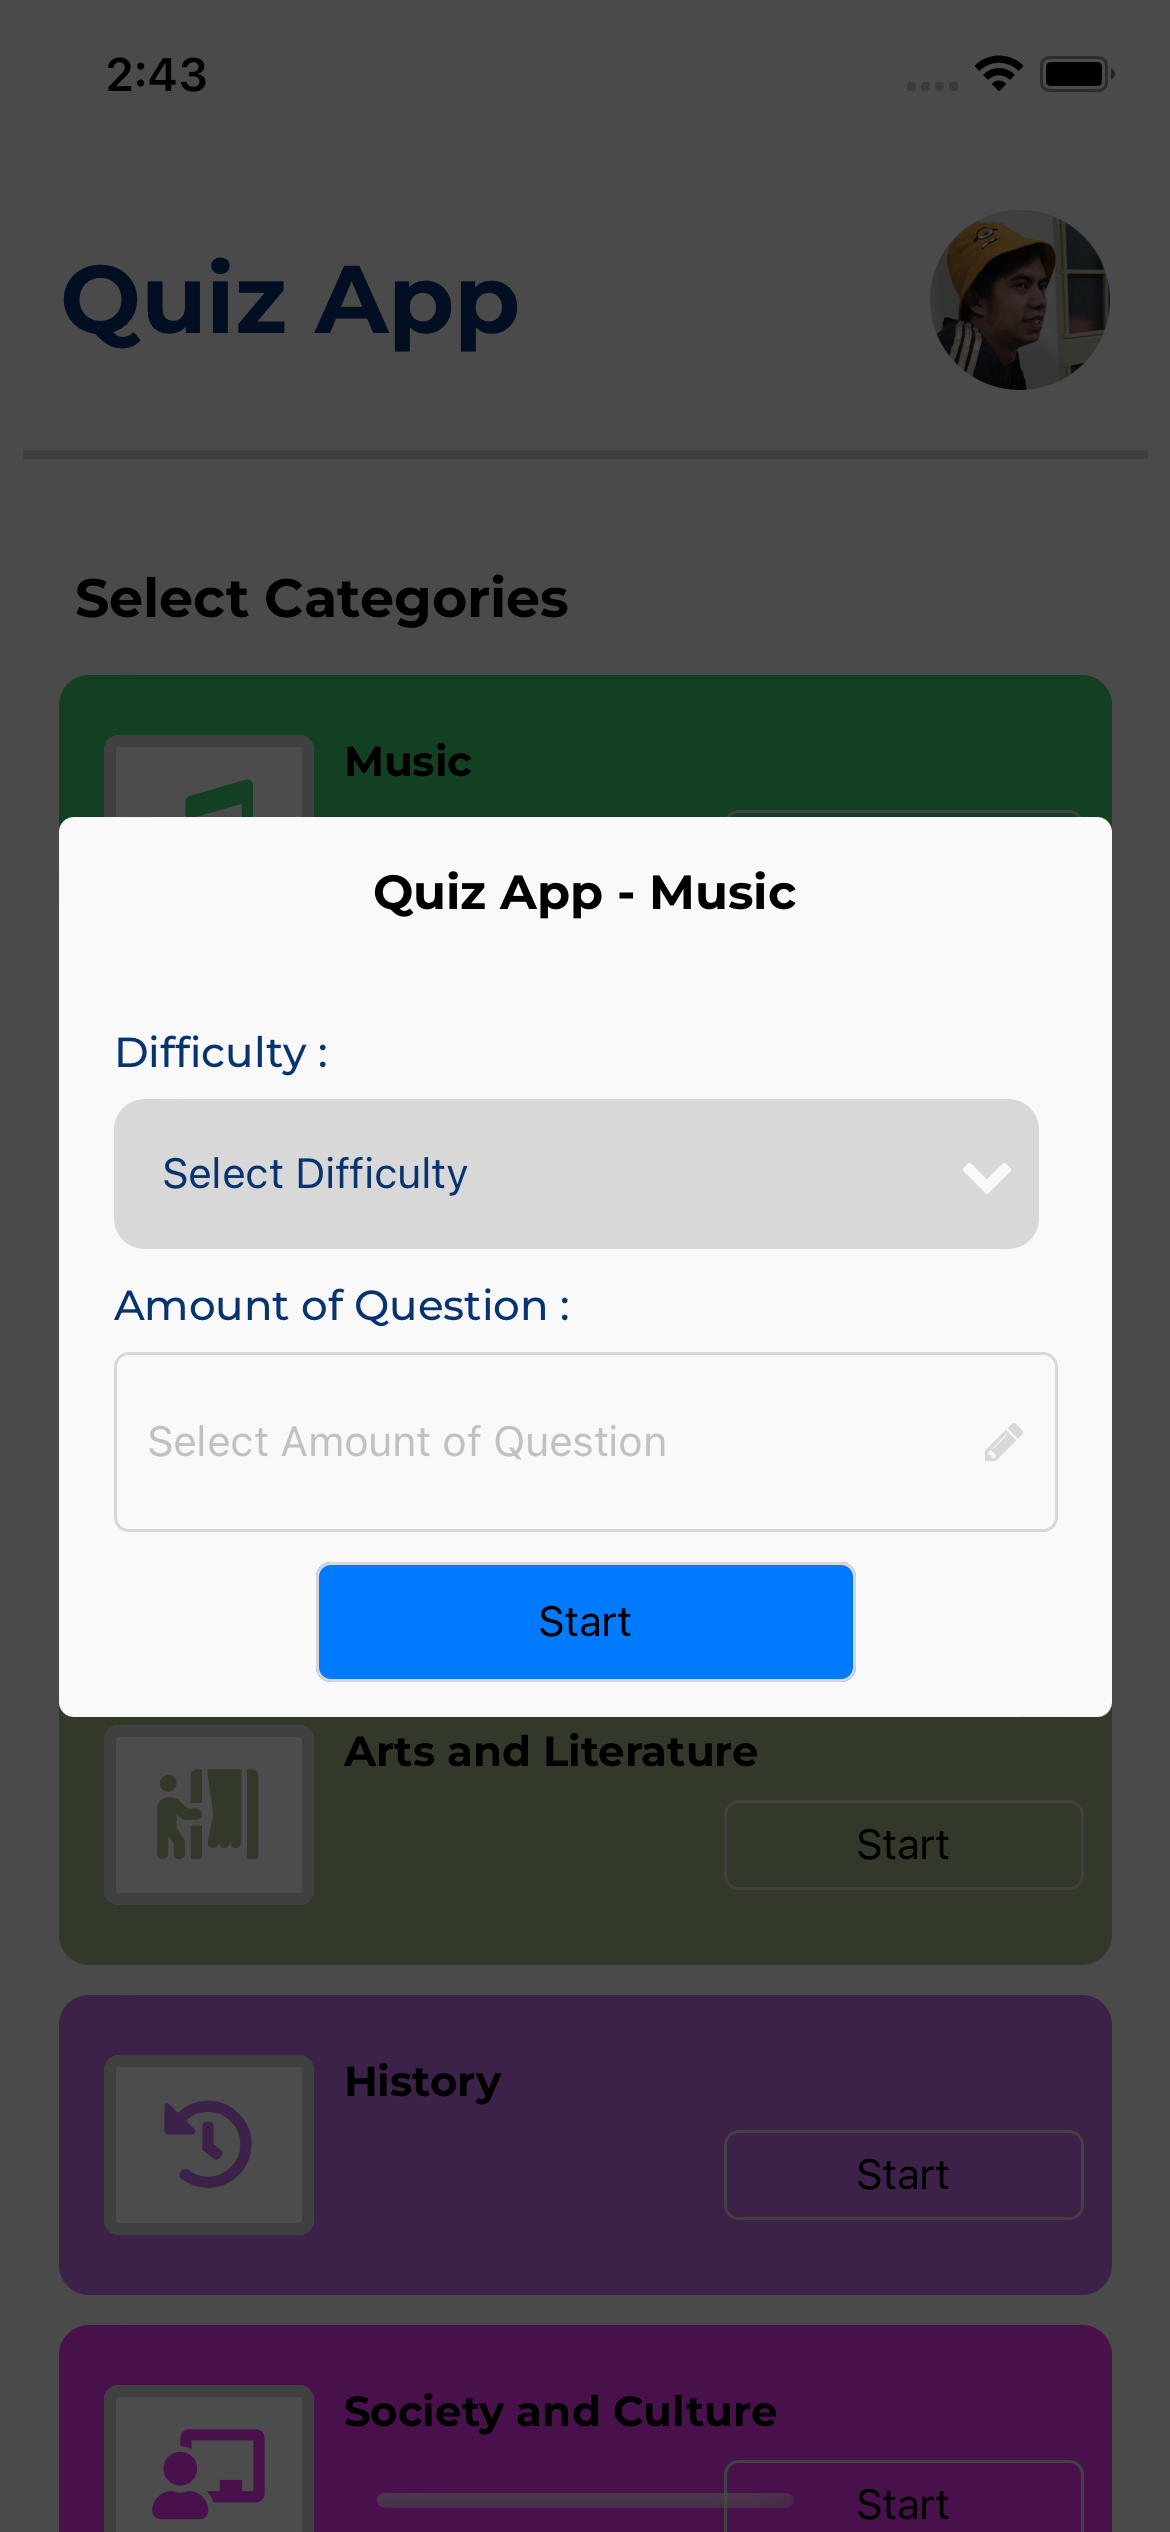 2:43
Quiz App
Select Categories
Music
Quiz App - Music
Difficulty :
Select Difficulty
Amount of Question :
Select Amount of Question
Start
Arts and Literature
Start
History
Start
Society and Culture
Start